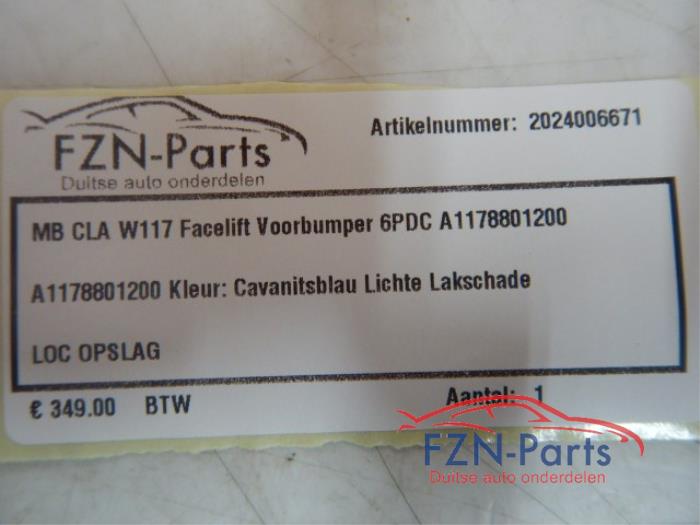 FZN-Parts
Duitse auto onderdelen
Artikelnummer: 2024006671
MB CLA W117 Facelift Voorbumper 6PDC A1178801200
A1178801200 Kleur: Cavanitsblau Lichte Lakschade
LOC OPSLAG
€ 349.00 BTW
Aantal: 1
FZN-Parts
Duitse auto onderdelen